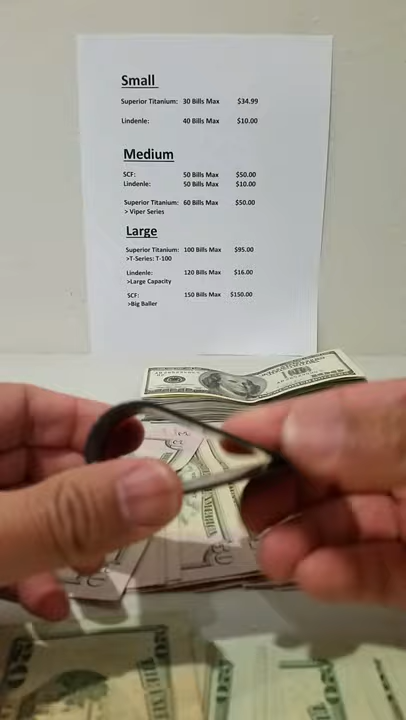 Small
Superior Titanium: 30 Bills Max $34.99
Lindenle: 40 Bills Max $10.00
Medium
SCF: 50 Bills Max $50.00
Lindenle: 50 Bills Max $10.00
Superior Titanium: 60 Bills Max $50.00
> Viper Series
Large
Superior Titanium: 100 Bills Max $95.00
>T-Series: T-100
Lindenle: 120 Bills Max $16.00
>Large Capacity
SCF: 150 Bills Max $150.00
>Big Baller
100